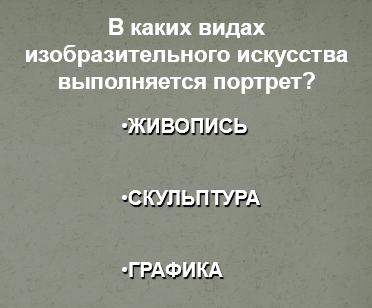 В каких видах
изобразительного искусства
выполняется портрет?
•ЖИВОПИСЬ
•СКУЛЬПТУРА
•ГРАФИКА